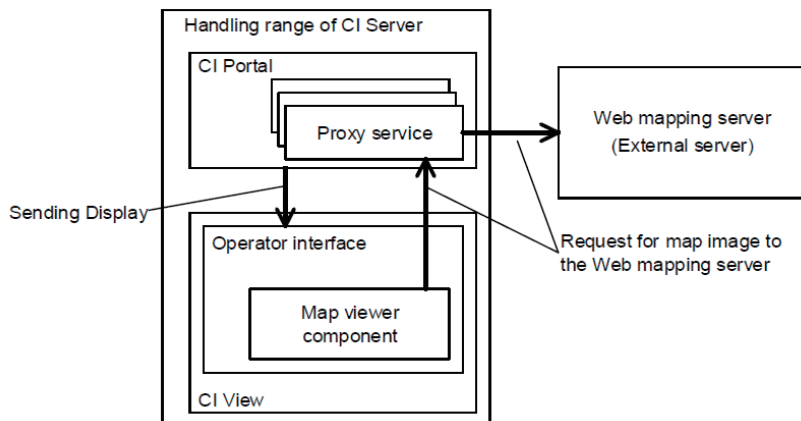 Handling range of CI Server
CI Portal
Proxy service
Web mapping server
(External server)
Sending Display
Operator interface
Request for map image to
the Web mapping server
Map viewer
component
CI View